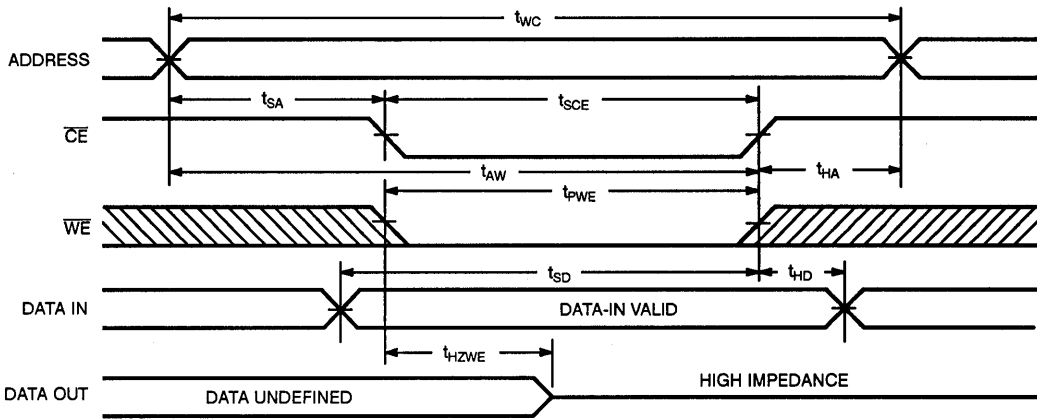 tWC
ADDRESS
tSA
tSCE
CE
tAW
tHA
tPWE
WE
tSD
tHD
DATA IN
DATA-IN VALID
tHZWE
DATA OUT
DATA UNDEFINED
HIGH IMPEDANCE